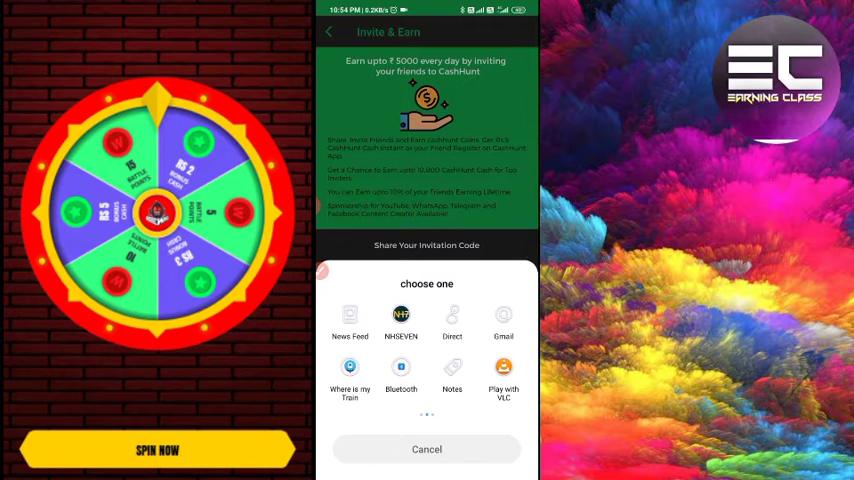 15
BATTLE
POINTS
RS 2
BONUS
CASH
5
BATTLE
POINTS
RS 3
BONUS
CASH
10
BATTLE
POINTS
RS 5
BONUS
SPIN NOW
10:54 PM | 0.2KB/s
Invite & Earn
Earn upto ₹ 5000 every day by inviting
your friends to CashHunt
Share Invite Friends and Earn cashhunt Coins. Get
CashHunt Cash Instant as your Friend Register on CashHunt
App.
Get a Chance to Earn upto 10,000 CashHunt Cash for Top
Inviters.
You can Earn upto 10% of your Friends Earning Lifetime.
Sponsorship for YouTube, WhatsApp, Telegram and
Facebook Content Creator Available!
Share Your Invitation Code
choose one
News Feed
NH7
NHSEVEN
Direct
Gmail
Where is my
Train
Bluetooth
Notes
Play with
VLC
Cancel
EC
EARNING CLASS